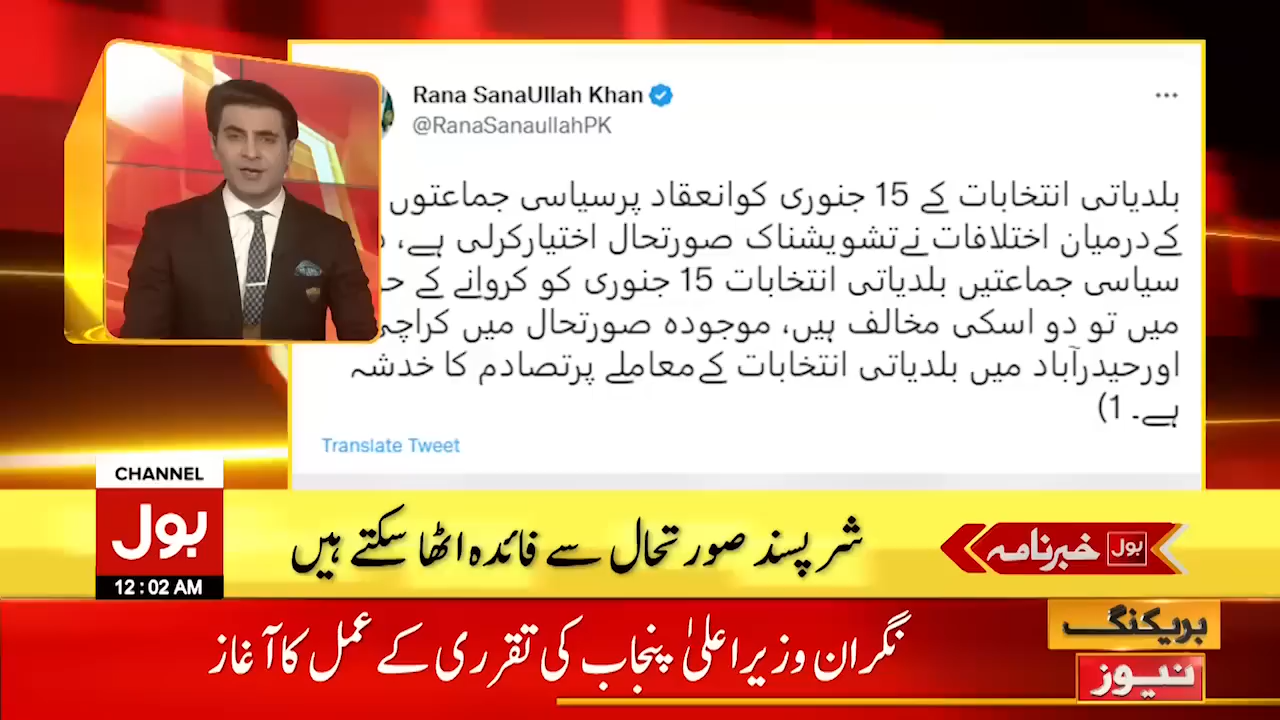 Rana SanaUllah Khan
@RanaSanaullahPK
بلدیاتی انتخابات کے 15 جنوری کوانعقاد پرسیاسی جماعتوں
کےدرمیان اختلافات نےتشویشناک صورتحال اختیارکرلی ہے،
سیاسی جماعتیں بلدیاتی انتخابات 15 جنوری کو کروانے کے
میں تو دو اسکی مخالف ہیں، موجودہ صورتحال میں کراچی
اورحیدرآباد میں بلدیاتی انتخابات کےمعاملے پرتصادم کا خدشہ
ہے۔ 1)
Translate Tweet
CHANNEL
بول
12:02 AM
شرپسند صورتحال سے فائدہ اٹھا سکتے ہیں
بول خبرنامہ
نگران وزیراعلیٰ پنجاب کی تقرری کے عمل کا آغاز
بریکنگ
نیوز